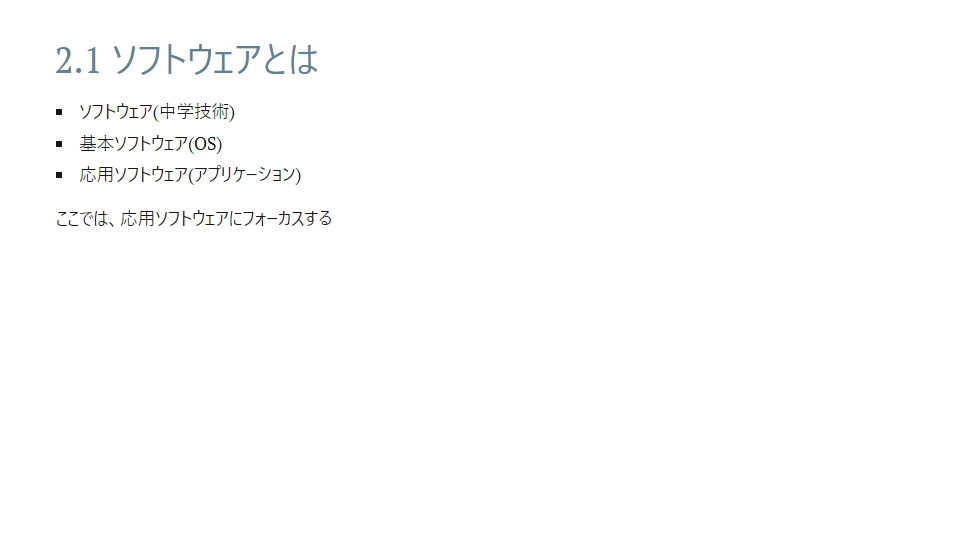 2.1 ソフトウェアとは
▪ ソフトウェア(中学技術)
▪ 基本ソフトウェア(OS)
▪ 応用ソフトウェア(アプリケーション)
ここでは、応用ソフトウェアにフォーカスする